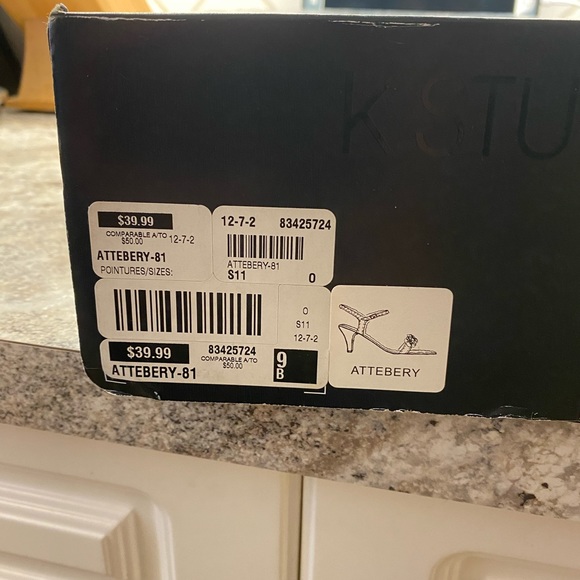 K STU
$39.99
COMPARABLE A/TO
$50.00 12-7-2
ATTEBERY-81
POINTURES/SIZES:
12-7-2 83425724
ATTEBERY-81
S11 0
0
S11
12-7-2
$39.99 83425724
COMPARABLE A/TO
$50.00
ATTEBERY-81
9
B
ATTEBERY